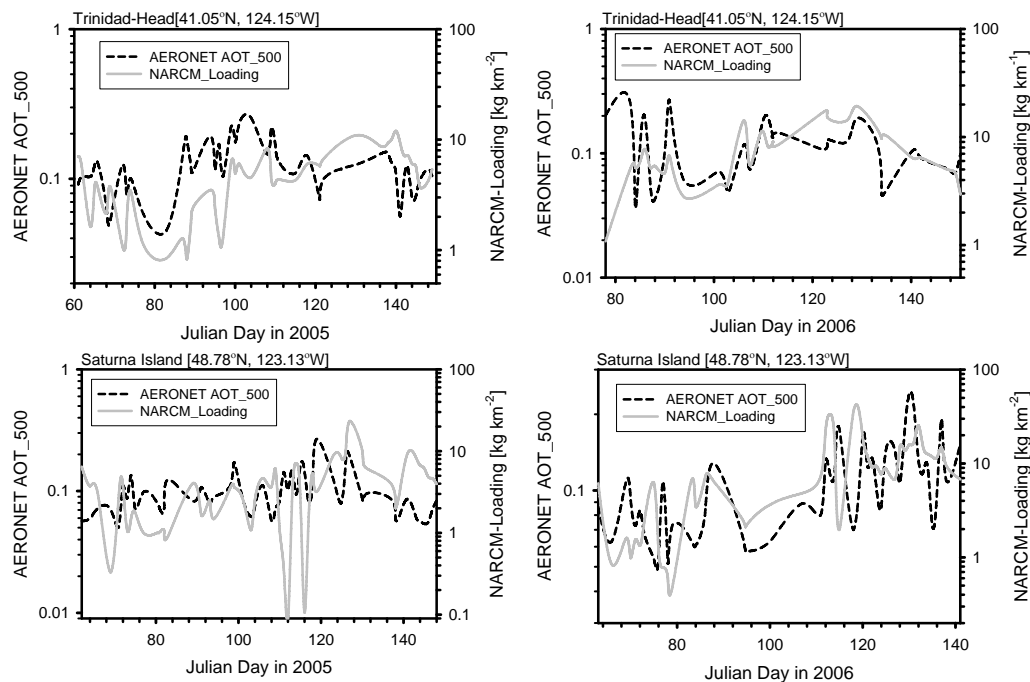 Trinidad-Head[41.05°N, 124.15°W]
AERONET AOT_500
NARCM_Loading
1
0.1
AERONET AOT_500
100
10
1
NARCM-Loading [kg km-2]
60 80 100 120 140
Julian Day in 2005
Trinidad-Head[41.05°N, 124.15°W]
AERONET AOT_500
NARCM_Loading
1
0.1
0.01
AERONET AOT_500
100
10
1
NARCM-Loading [kg km-1]
80 100 120 140
Julian Day in 2006
Saturna Island [48.78°N, 123.13°W]
AERONET AOT_500
NARCM_Loading
1
0.1
0.01
AERONET AOT_500
100
10
1
0.1
NARCM-Loading [kg km-2]
80 100 120 140
Julian Day in 2005
Saturna Island [48.78°N, 123.13°W]
AERONET AOT_500
NARCM_Loading
0.1
AERONET AOT_500
100
10
1
NARCM-Loading [kg km-2]
80 100 120 140
Julian Day in 2006